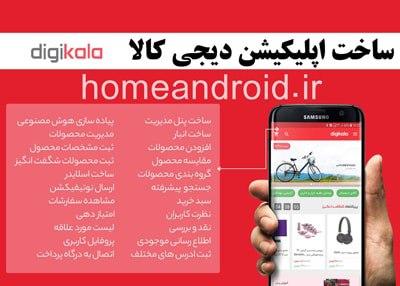 ساخت اپلیکیشن دیجی کالا
digikala
homeandroid.ir
ساخت پنل مدیریت
ساخت انبار
افزودن محصولات
مقایسه محصول
گروه بندی محصولات
جستجو پیشرفته
سبد خرید
نظرت کاربران
نقد و بررسی
اطلاع رسانی موجودی
ثبت ادرس های مختلف
پیاده سازی هوش مصنوعی
مدیریت محصولات
ثبت مشخصات محصول
ثبت محصولات شگفت انگیز
ساخت اسلایدر
ارسال نوتیفیکشن
مشاهده سفارشات
امتیاز دهی
لیست مورد علاقه
پروفایل کاربری
اتصال به درگاه پرداخت
SAMSUNG
digikala